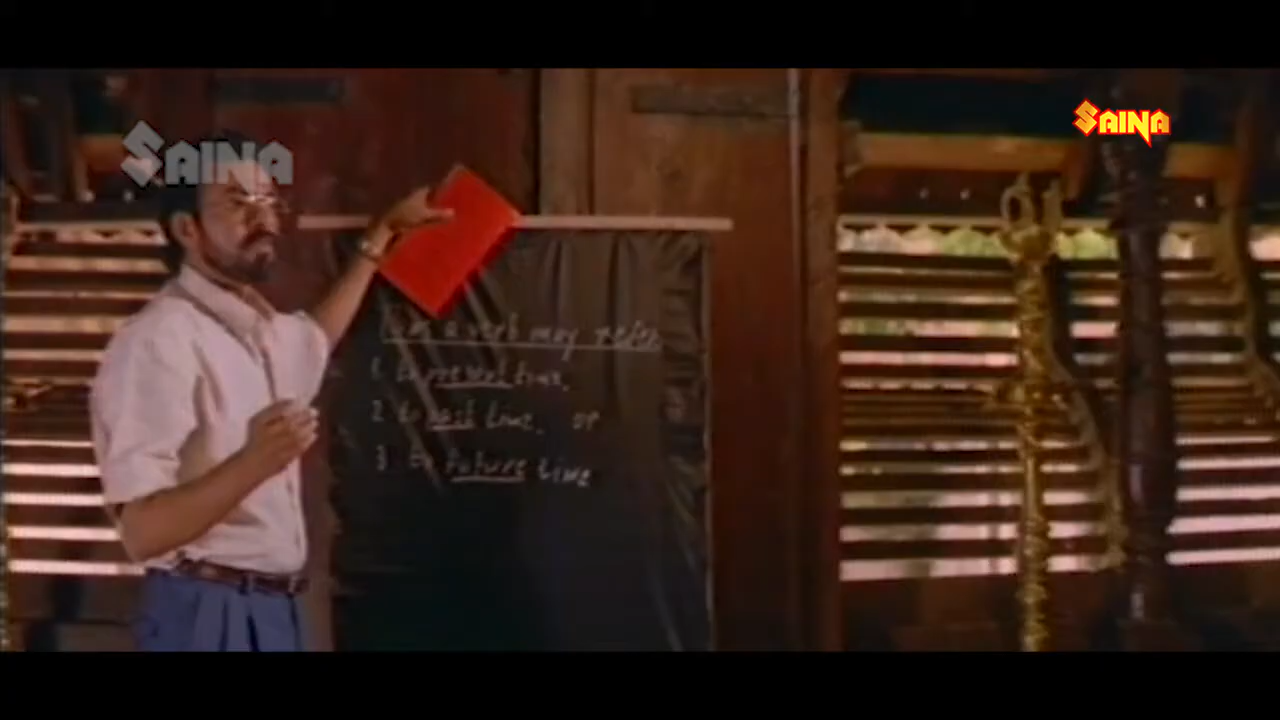 SAINA
SAINA
a verb may refer
1. to present time.
2. to past time. or
3. to future time